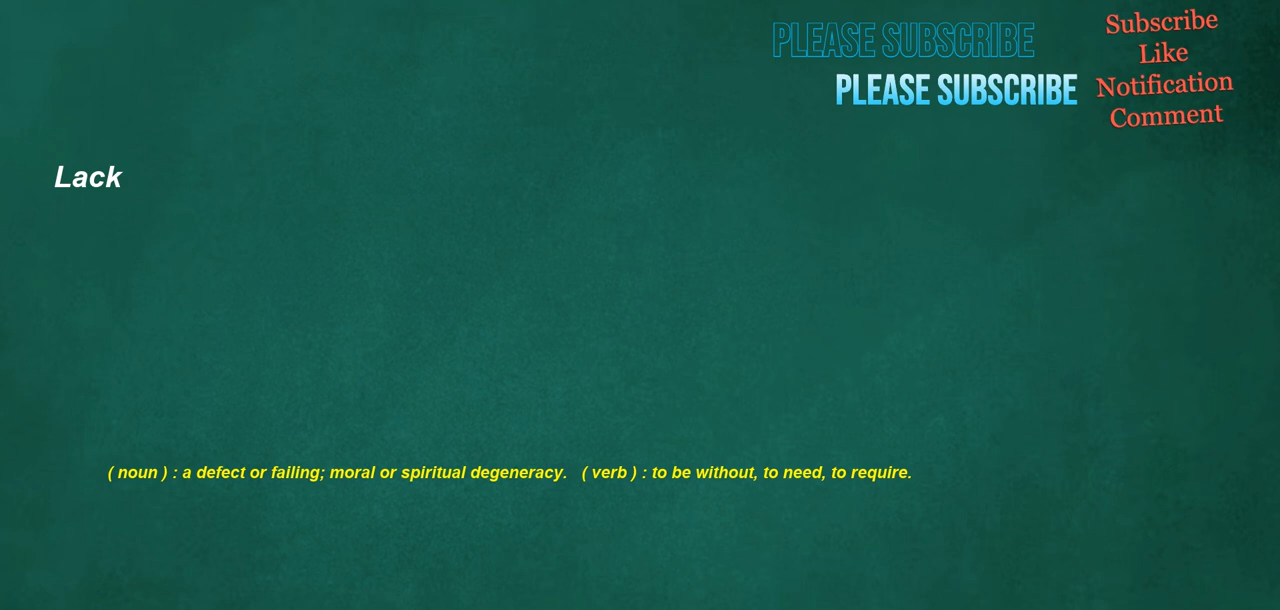 PLEASE SUBSCRIBE
PLEASE SUBSCRIBE
Subscribe
Like
Notification
Comment
Lack
( noun ) : a defect or failing; moral or spiritual degeneracy.   ( verb ) : to be without, to need, to require.